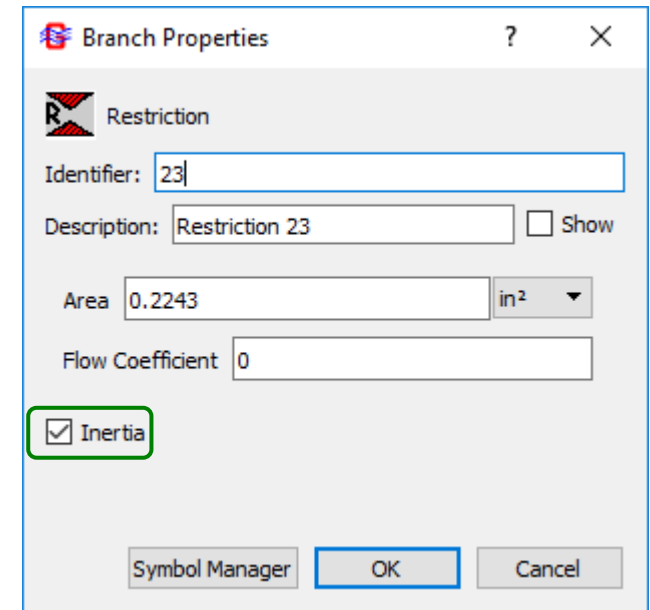 Branch Properties ?
R Restriction
Identifier: 23
Description: Restriction 23 Show
Area 0.2243 in²
Flow Coefficient 0
Inertia
Symbol Manager OK Cancel